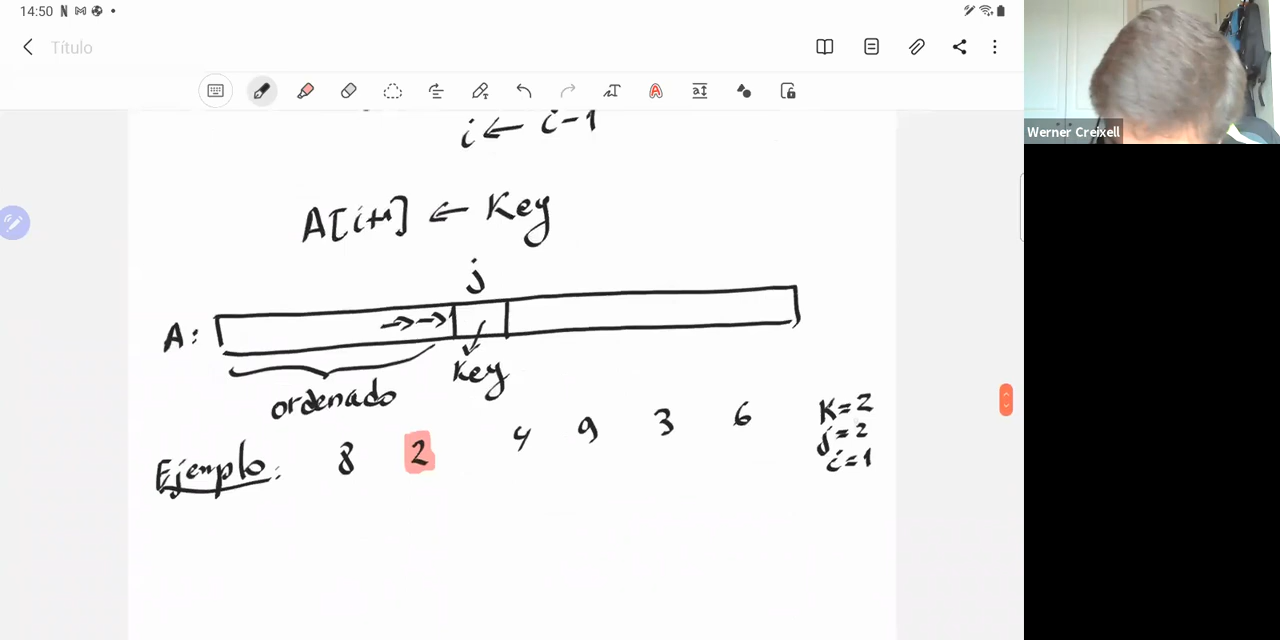 14:50
Título
Werner Creixell
i ← i-1
A[i+1] ← Key
j
A:
Key
ordenado
Ejemplo: 8 2 4 9 3 6
K=2
j=2
i=1